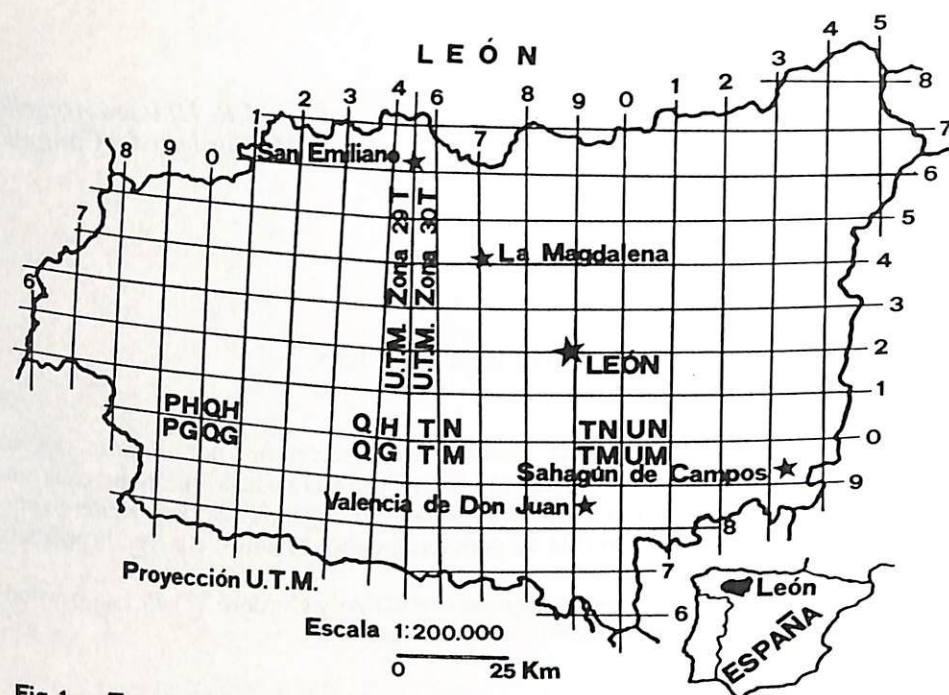 LEÓN
1 2 3 4 5 6 7 8 9 0 1 2 3 4 5
8 9 0
8
7
6
5
4
3
2
1
0
9
8
7
6
7
6
San Emiliano
U.T.M. Zona 29 T
U.T.M. Zona 30 T
La Magdalena
LEÓN
PH QH
PG QG
Q H T N
Q G T M
TN UN
TM UM
Sahagún de Campos
Valencia de Don Juan
Proyección U.T.M.
Escala 1:200.000
0 25 Km
León
ESPAÑA